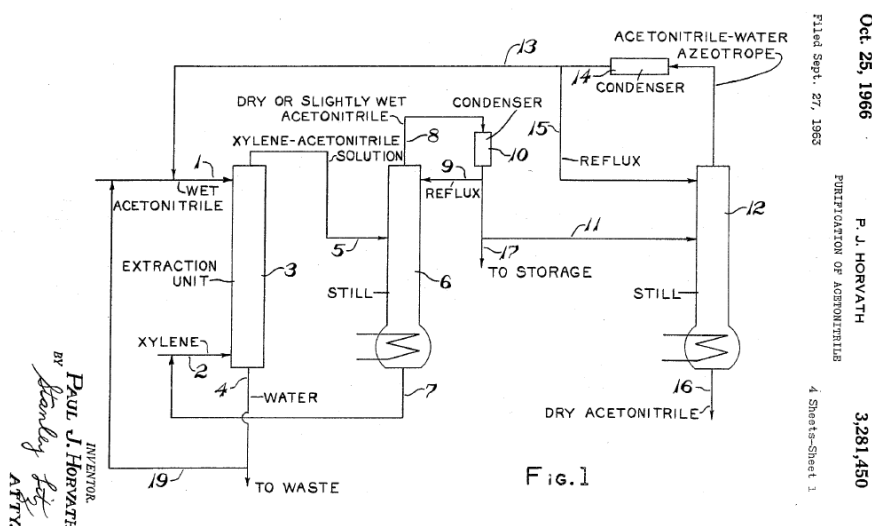 Oct. 25, 1966
P. J. HORVATH
3,281,450
PURIFICATION OF ACETONITRILE
Filed Sept. 27, 1963
4 Sheets-Sheet 1
13
ACETONITRILE-WATER
AZEOTROPE
14
CONDENSER
DRY OR SLIGHTLY WET
ACETONITRILE
8
CONDENSER
10
15
REFLUX
XYLENE-ACETONITRILE
SOLUTION
1
WET
ACETONITRILE
9
REFLUX
12
11
5
17
TO STORAGE
EXTRACTION
UNIT
3
6
STILL
STILL
XYLENE
2
4
WATER
7
16
DRY ACETONITRILE
19
TO WASTE
FIG.1
INVENTOR.
PAUL J. HORVATH
BY
Stanley
ATTY.